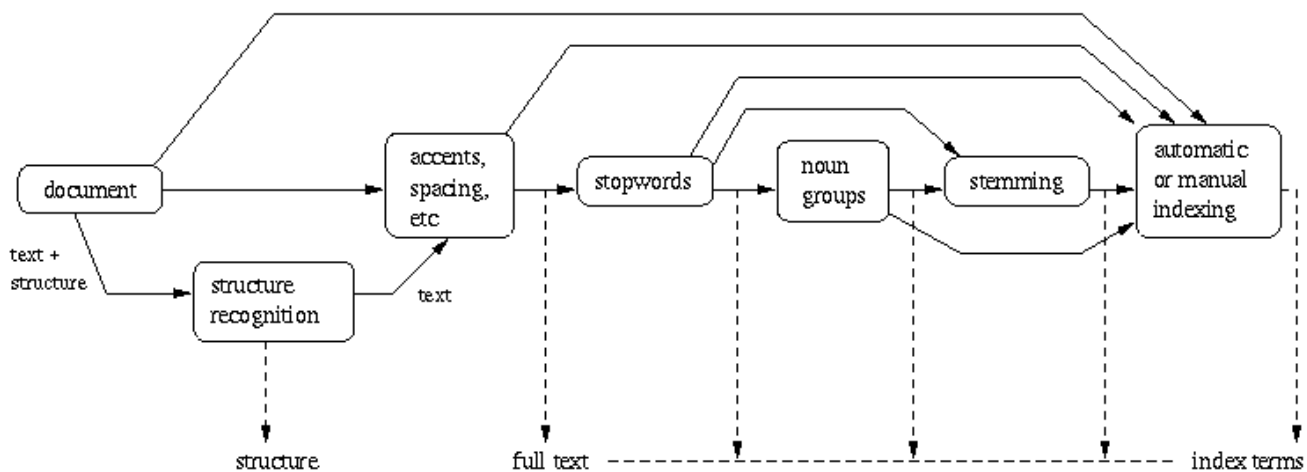 document
text +
structure
structure
recognition
text
accents,
spacing,
etc
stopwords
noun
groups
stemming
automatic
or manual
indexing
structure
full text
index terms